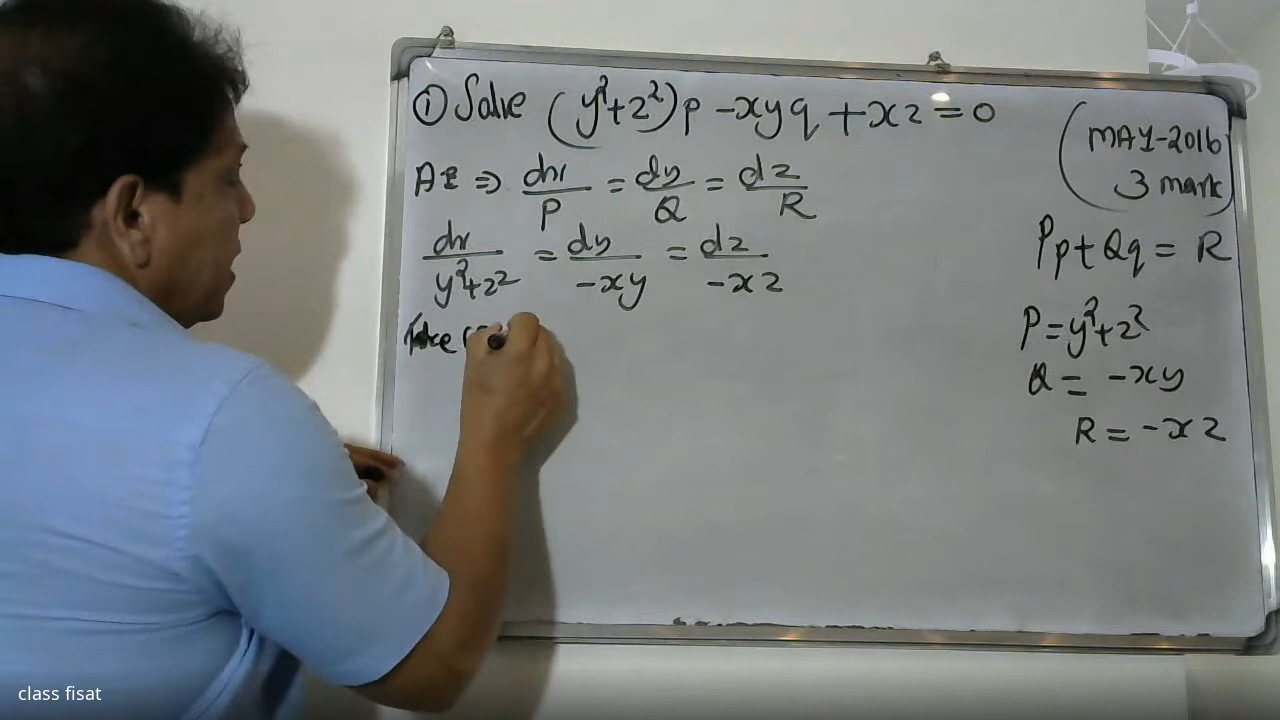 ① Solve (y²+z²)p - xyq + xz = 0
(MAY-2016
3 mark)
AE ⇒ dx/P = dy/Q = dz/R
dx/y²+z² = dy/-xy = dz/-xz
Take
Pp + Qq = R
P = y²+z²
Q = -xy
R = -xz
class fisat